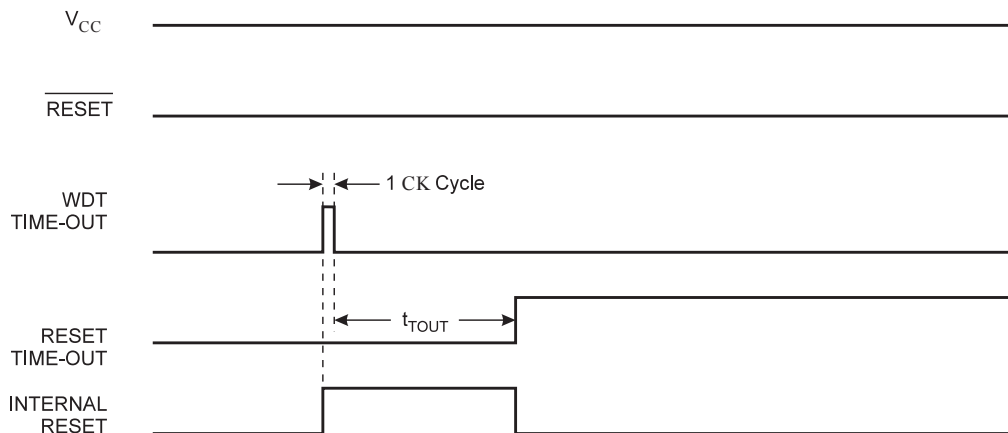 VCC
RESET
1 CK Cycle
WDT
TIME-OUT
tTOUT
RESET
TIME-OUT
INTERNAL
RESET